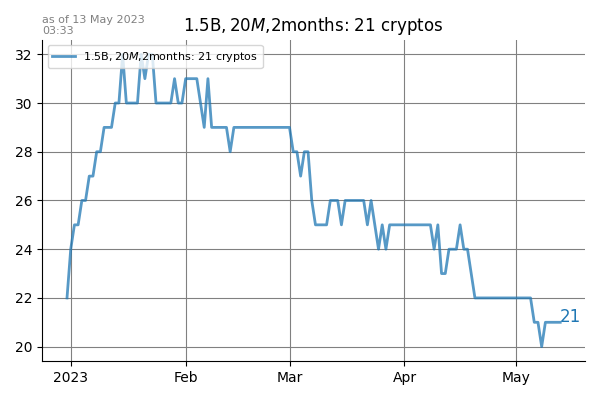 as of 13 May 2023
03:33
1.5B, 20M,2months: 21 cryptos
1.5B, 20M,2months: 21 cryptos
32
30
28
26
24
22
20
21
2023
Feb
Mar
Apr
May